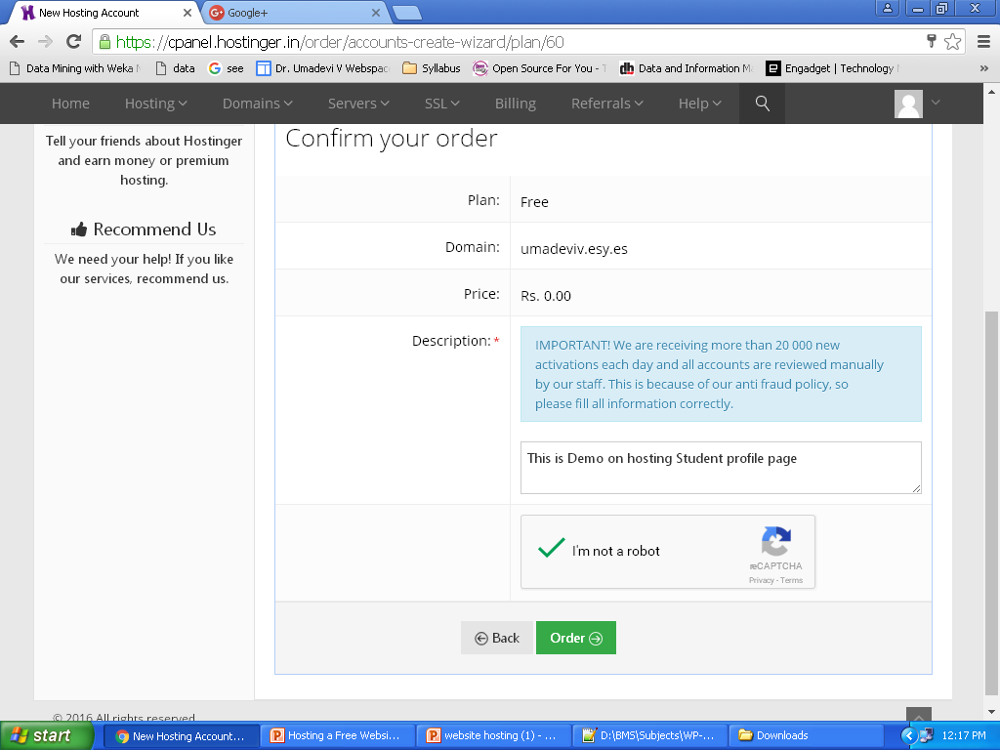 New Hosting Account
Google+
https://cpanel.hostinger.in/order/accounts-create-wizard/plan/60
Data Mining with Weka
data
see
Dr. Umadevi V Webspac
Syllabus
Open Source For You -
Data and Information M
Engadget | Technology
Home
Hosting
Domains
Servers
SSL
Billing
Referrals
Help
Tell your friends about Hostinger
and earn money or premium
hosting.
Recommend Us
We need your help! If you like
our services, recommend us.
Confirm your order
Plan: Free
Domain: umadeviv.esy.es
Price: Rs. 0.00
Description: *
IMPORTANT! We are receiving more than 20 000 new
activations each day and all accounts are reviewed manually
by our staff. This is because of our anti fraud policy, so
please fill all information correctly.
This is Demo on hosting Student profile page
I'm not a robot
reCAPTCHA
Privacy - Terms
Back
Order
© 2016 All rights reserved
start
New Hosting Account...
Hosting a Free Websi...
website hosting (1) - ...
D:\BMS\Subjects\WP-...
Downloads
12:17 PM